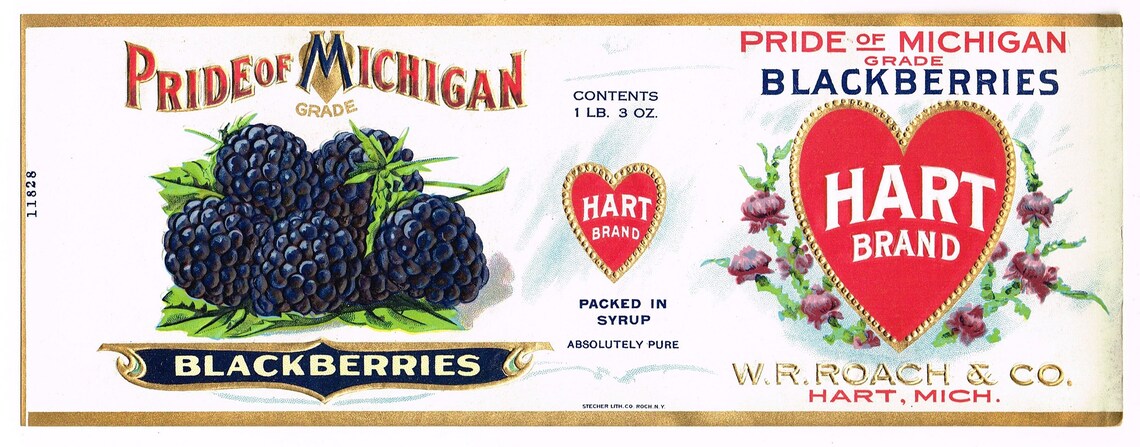 11828
PRIDE OF MICHIGAN
GRADE
BLACKBERRIES
CONTENTS
1 LB. 3 OZ.
HART
BRAND
PACKED IN
SYRUP
ABSOLUTELY PURE
STECHER LITH. CO. ROCH. N.Y.
PRIDE OF MICHIGAN
GRADE
BLACKBERRIES
HART
BRAND
W. R. ROACH & CO.
HART, MICH.